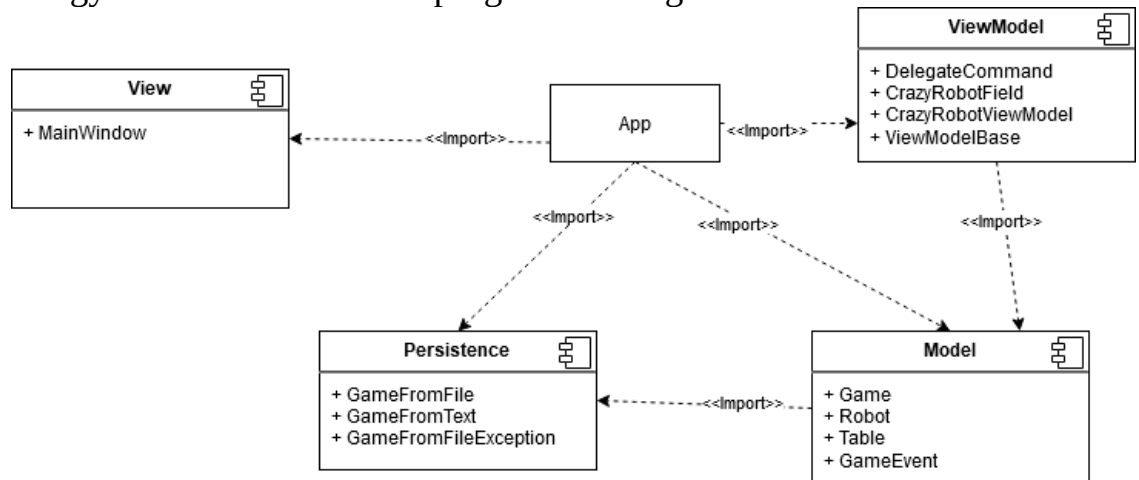 ViewModel
+ DelegateCommand
+ CrazyRobotField
+ CrazyRobotViewModel
+ ViewModelBase
View
+ MainWindow
App
<<Import>>
<<Import>>
<<Import>>
<<Import>>
<<Import>>
Persistence
+ GameFromFile
+ GameFromText
+ GameFromFileException
<<Import>>
Model
+ Game
+ Robot
+ Table
+ GameEvent